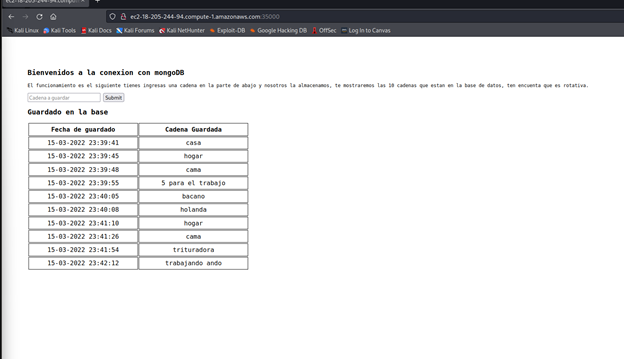 ec2-18-205-244-94.compu
ec2-18-205-244-94.compute-1.amazonaws.com:35000
Kali Linux Kali Tools Kali Docs Kali Forums Kali NetHunter Exploit-DB Google Hacking DB OffSec Log In to Canvas
Bienvenidos a la conexion con mongoDB
El funcionamiento es el siguiente tienes ingresas una cadena en la parte de abajo y nosotros la almacenamos, te mostraremos las 10 cadenas que estan en la base de datos, ten encuenta que es rotativa.
Cadena a guardar Submit
Guardado en la base
Fecha de guardado Cadena Guardada
15-03-2022 23:39:41 casa
15-03-2022 23:39:45 hogar
15-03-2022 23:39:48 cama
15-03-2022 23:39:55 5 para el trabajo
15-03-2022 23:40:05 bacano
15-03-2022 23:40:08 holanda
15-03-2022 23:41:10 hogar
15-03-2022 23:41:26 cama
15-03-2022 23:41:54 trituradora
15-03-2022 23:42:12 trabajando ando